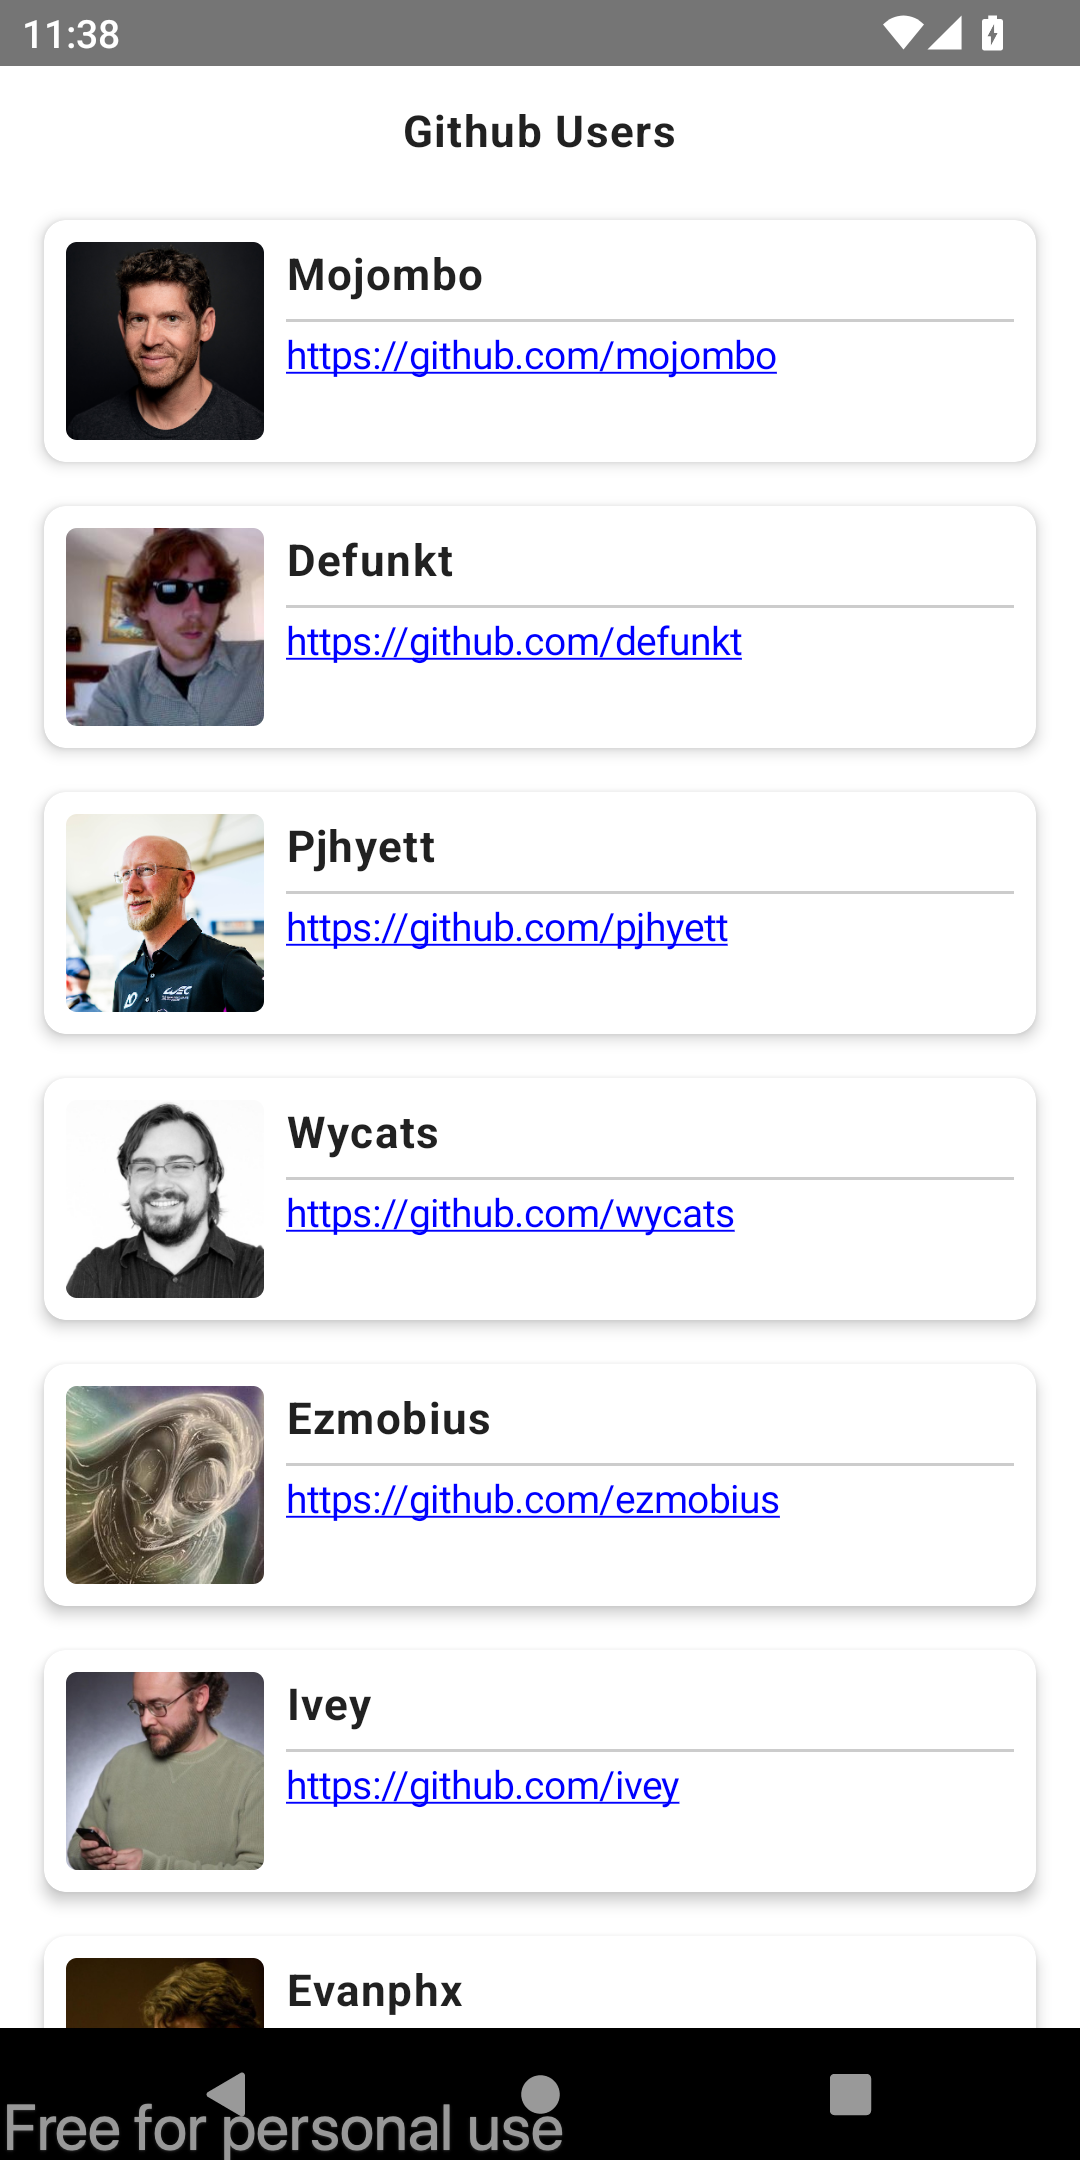 11:38
Github Users
Mojombo
https://github.com/mojombo
Defunkt
https://github.com/defunkt
Pjhyett
https://github.com/pjhyett
Wycats
https://github.com/wycats
Ezmobius
https://github.com/ezmobius
Ivey
https://github.com/ivey
Evanphx
Free for personal use